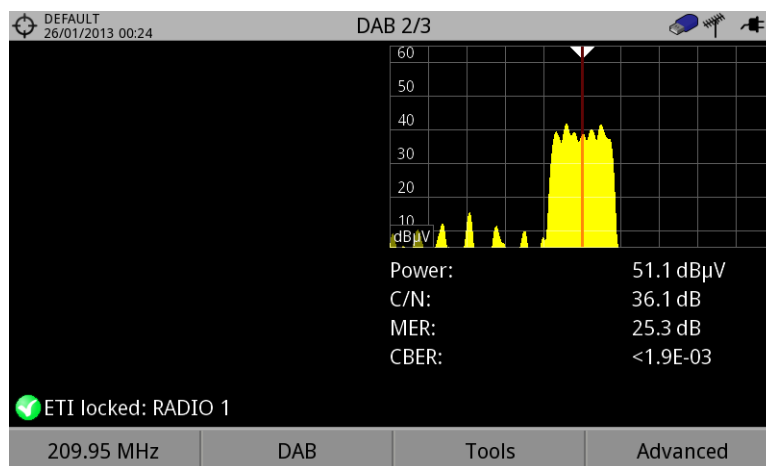 DEFAULT
26/01/2013 00:24
DAB 2/3
60
50
40
30
20
10
dBµV
Power: 51.1 dBµV
C/N: 36.1 dB
MER: 25.3 dB
CBER: <1.9E-03
ETI locked: RADIO 1
209.95 MHz DAB Tools Advanced